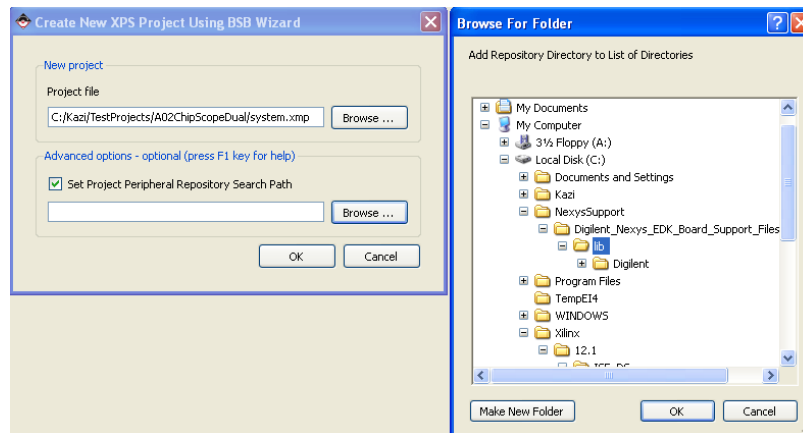 Create New XPS Project Using BSB Wizard
New project
Project file
C:/Kazi/TestProjects/A02ChipScopeDual/system.xmp
Browse ...
Advanced options - optional (press F1 key for help)
Set Project Peripheral Repository Search Path
Browse ...
OK
Cancel
Browse For Folder
Add Repository Directory to List of Directories
My Documents
My Computer
3½ Floppy (A:)
Local Disk (C:)
Documents and Settings
Kazi
NexysSupport
Digilent_Nexys_EDK_Board_Support_Files
lib
Digilent
Program Files
TempEI4
WINDOWS
Xilinx
12.1
Make New Folder
OK
Cancel